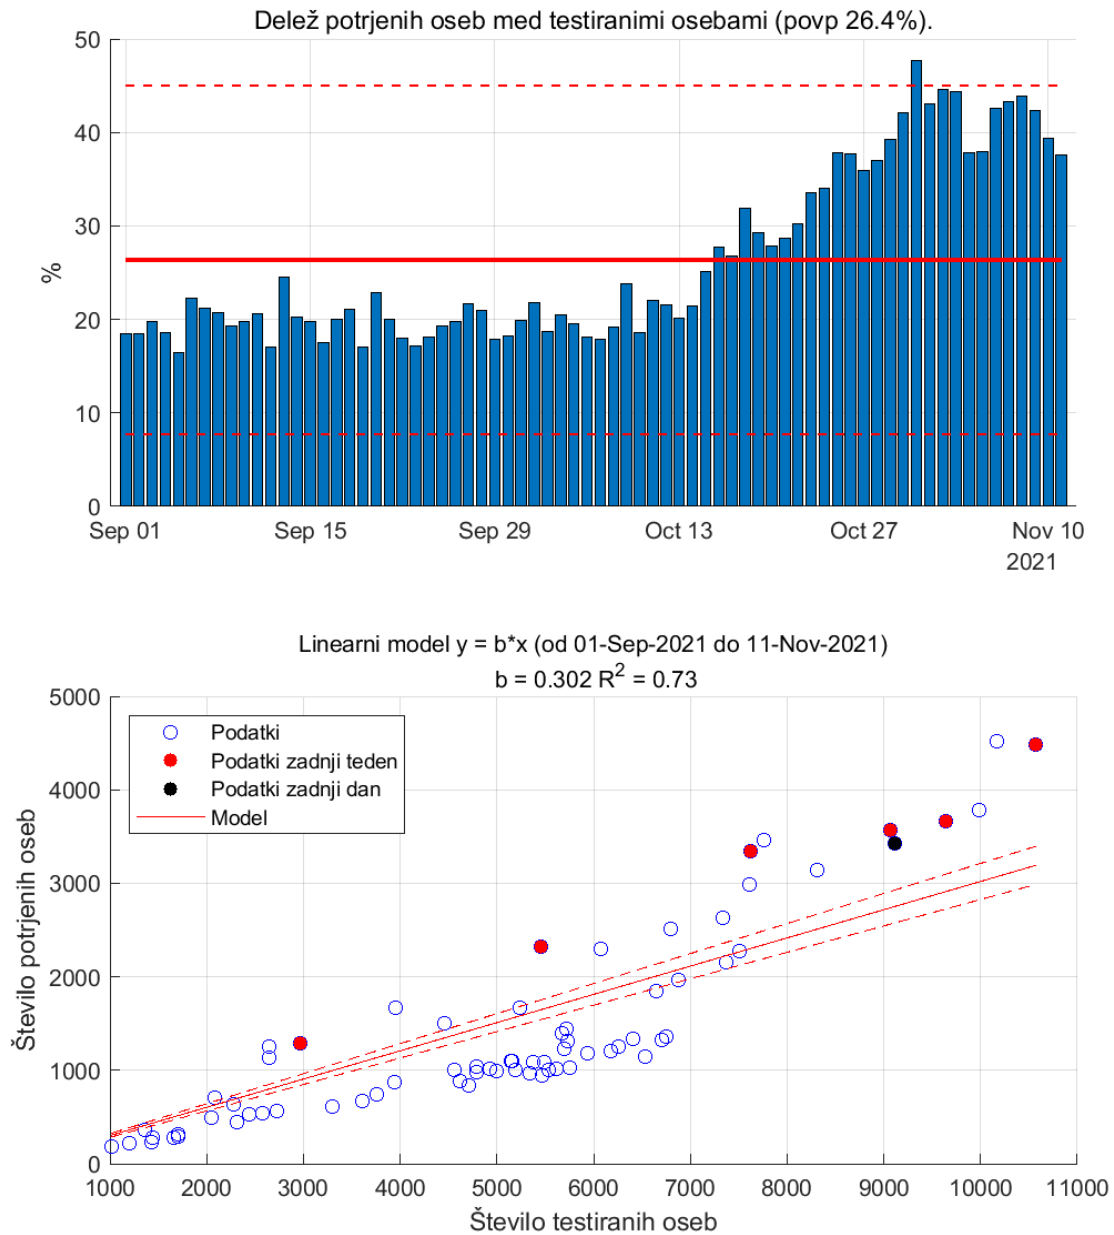 Delež potrjenih oseb med testiranimi osebami (povp 26.4%).
50
40
30
20
10
0
%
Sep 01 Sep 15 Sep 29 Oct 13 Oct 27 Nov 10
2021
Linearni model y = b*x (od 01-Sep-2021 do 11-Nov-2021)
b = 0.302 R² = 0.73
5000
4000
3000
2000
1000
0
Število potrjenih oseb
Podatki
Podatki zadnji teden
Podatki zadnji dan
Model
1000 2000 3000 4000 5000 6000 7000 8000 9000 10000 11000
Število testiranih oseb